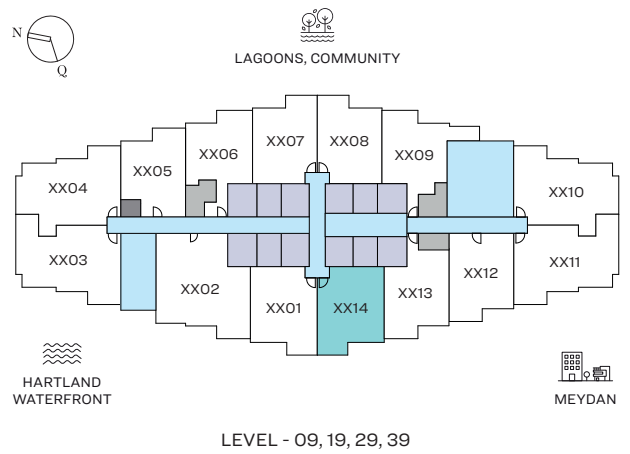 N
Q
LAGOONS, COMMUNITY
XX07 XX08
XX06 XX09
XX05
XX04 XX10
XX03 XX11
XX02 XX12
XX13
XX01 XX14
HARTLAND
WATERFRONT
MEYDAN
LEVEL - 09, 19, 29, 39